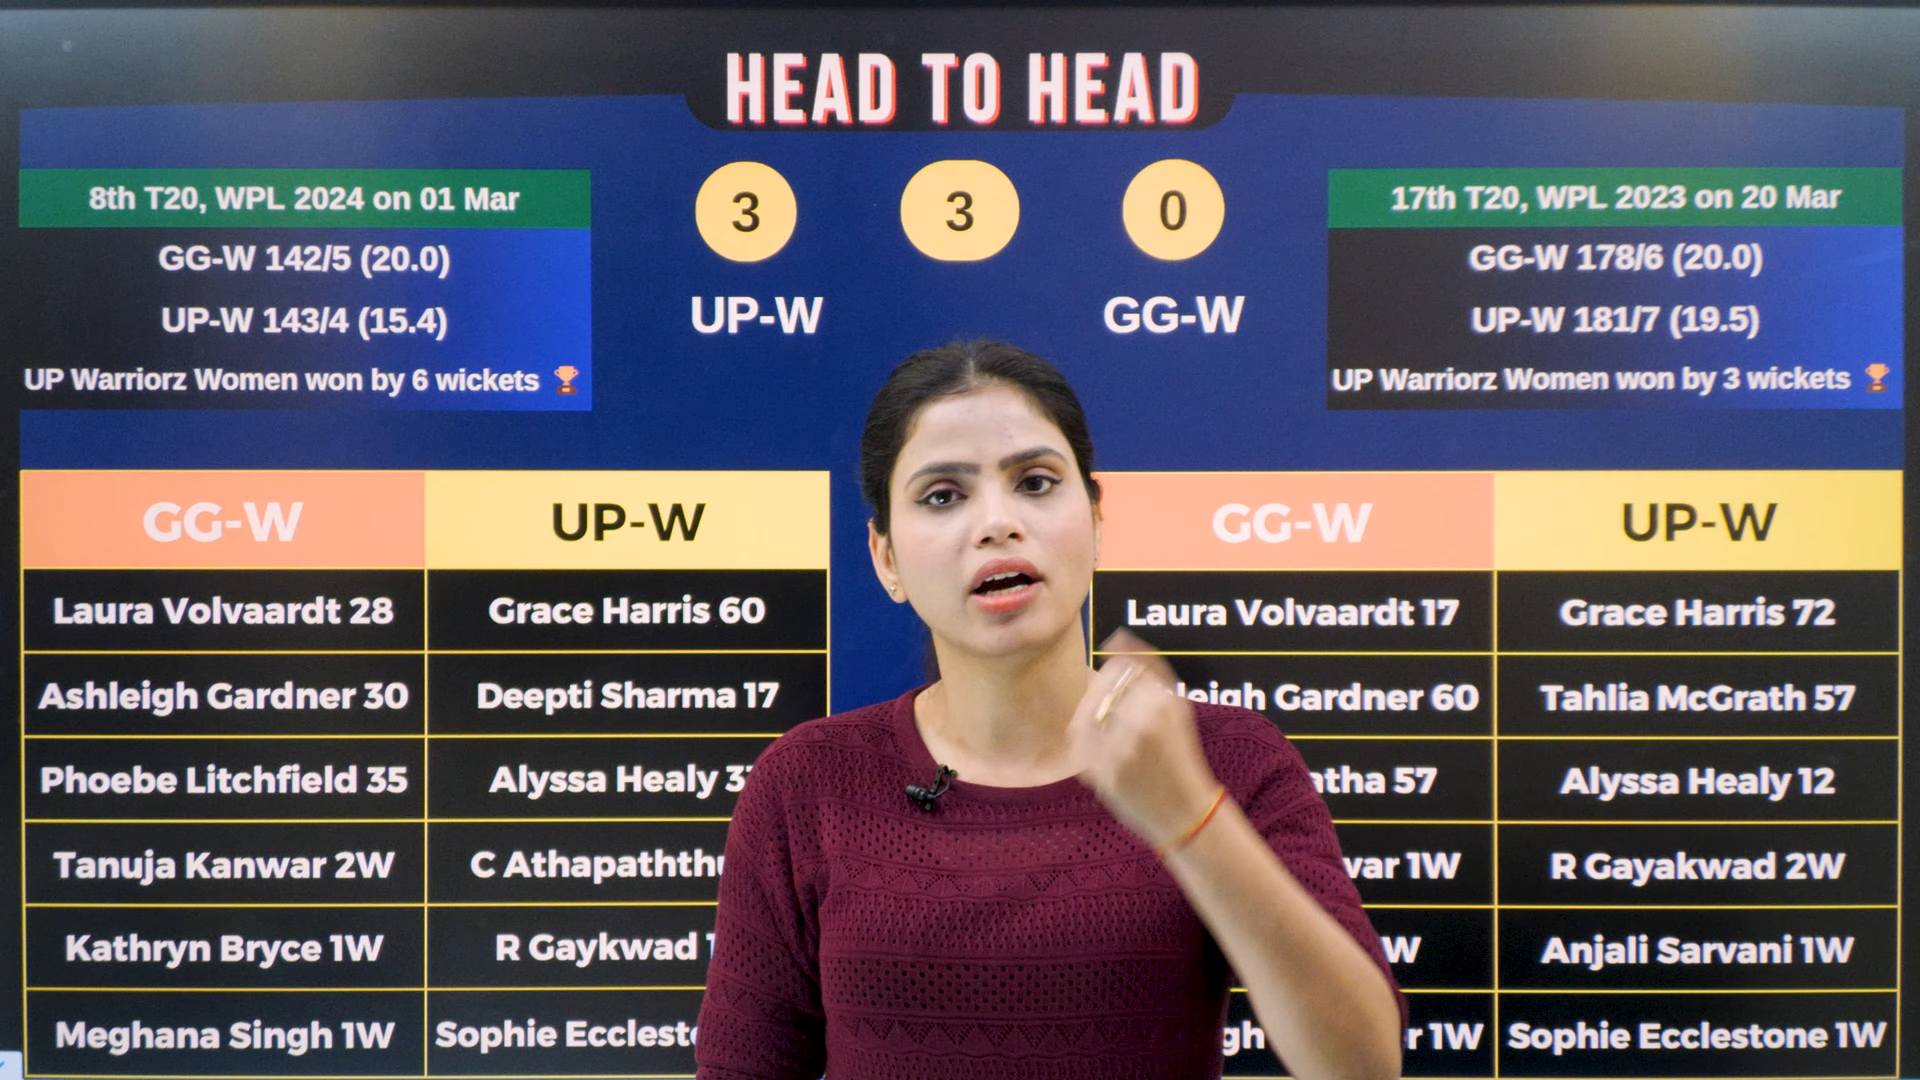 HEAD TO HEAD
8th T20, WPL 2024 on 01 Mar
GG-W 142/5 (20.0)
UP-W 143/4 (15.4)
UP Warriorz Women won by 6 wickets
3 3 0
UP-W GG-W
17th T20, WPL 2023 on 20 Mar
GG-W 178/6 (20.0)
UP-W 181/7 (19.5)
UP Warriorz Women won by 3 wickets
GG-W UP-W
Laura Volvaardt 28 Grace Harris 60
Ashleigh Gardner 30 Deepti Sharma 17
Phoebe Litchfield 35 Alyssa Healy
Tanuja Kanwar 2W C
Kathryn Bryce 1W R Gaykwad
Meghana Singh 1W Sophie
GG-W UP-W
Laura Volvaardt 17 Grace Harris 72
Gardner 60 Tahlia McGrath 57
57 Alyssa Healy 12
1W R Gayakwad 2W
Anjali Sarvani 1W
1W Sophie Ecclestone 1W